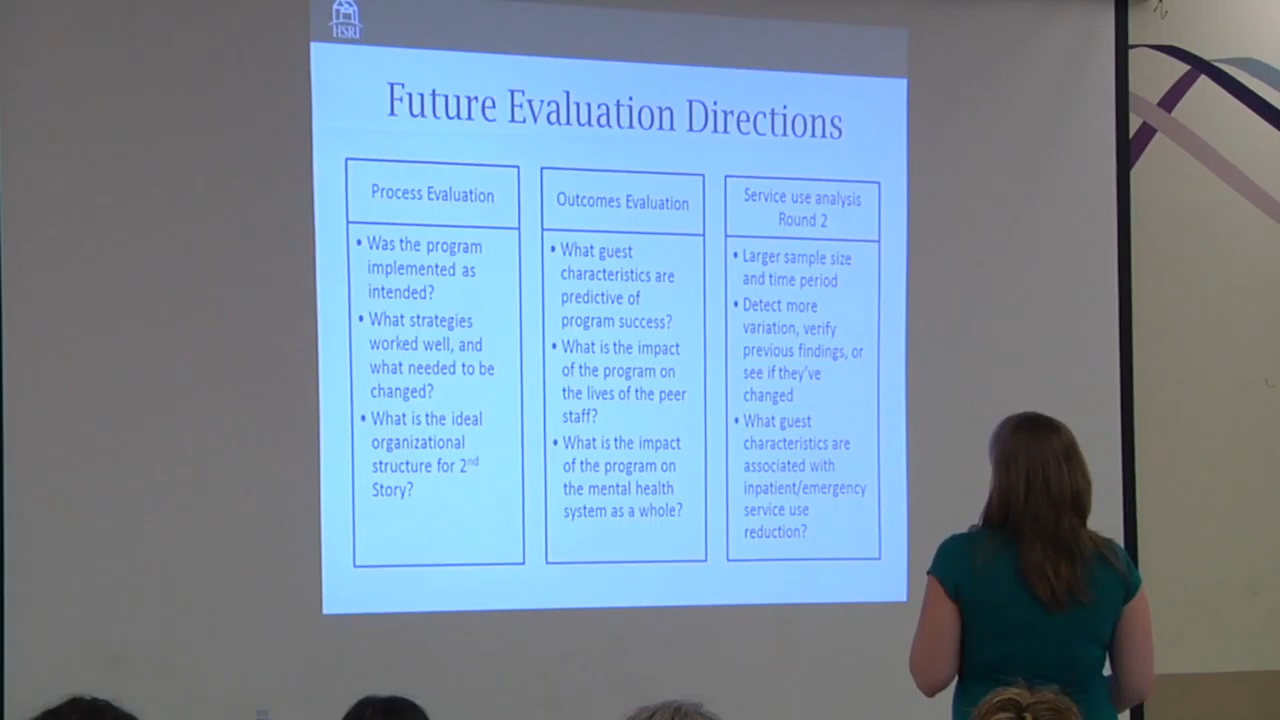 HSRI
Future Evaluation Directions
Process Evaluation
• Was the program
implemented as
intended?
• What strategies
worked well, and
what needed to be
changed?
• What is the ideal
organizational
structure for 2nd
Story?
Outcomes Evaluation
• What guest
characteristics are
predictive of
program success?
• What is the impact
of the program on
the lives of the peer
staff?
• What is the impact
of the program on
the mental health
system as a whole?
Service use analysis
Round 2
• Larger sample size
and time period
• Detect more
variation, verify
previous findings, or
see if they've
changed
• What guest
characteristics are
associated with
inpatient/emergency
service use
reduction?